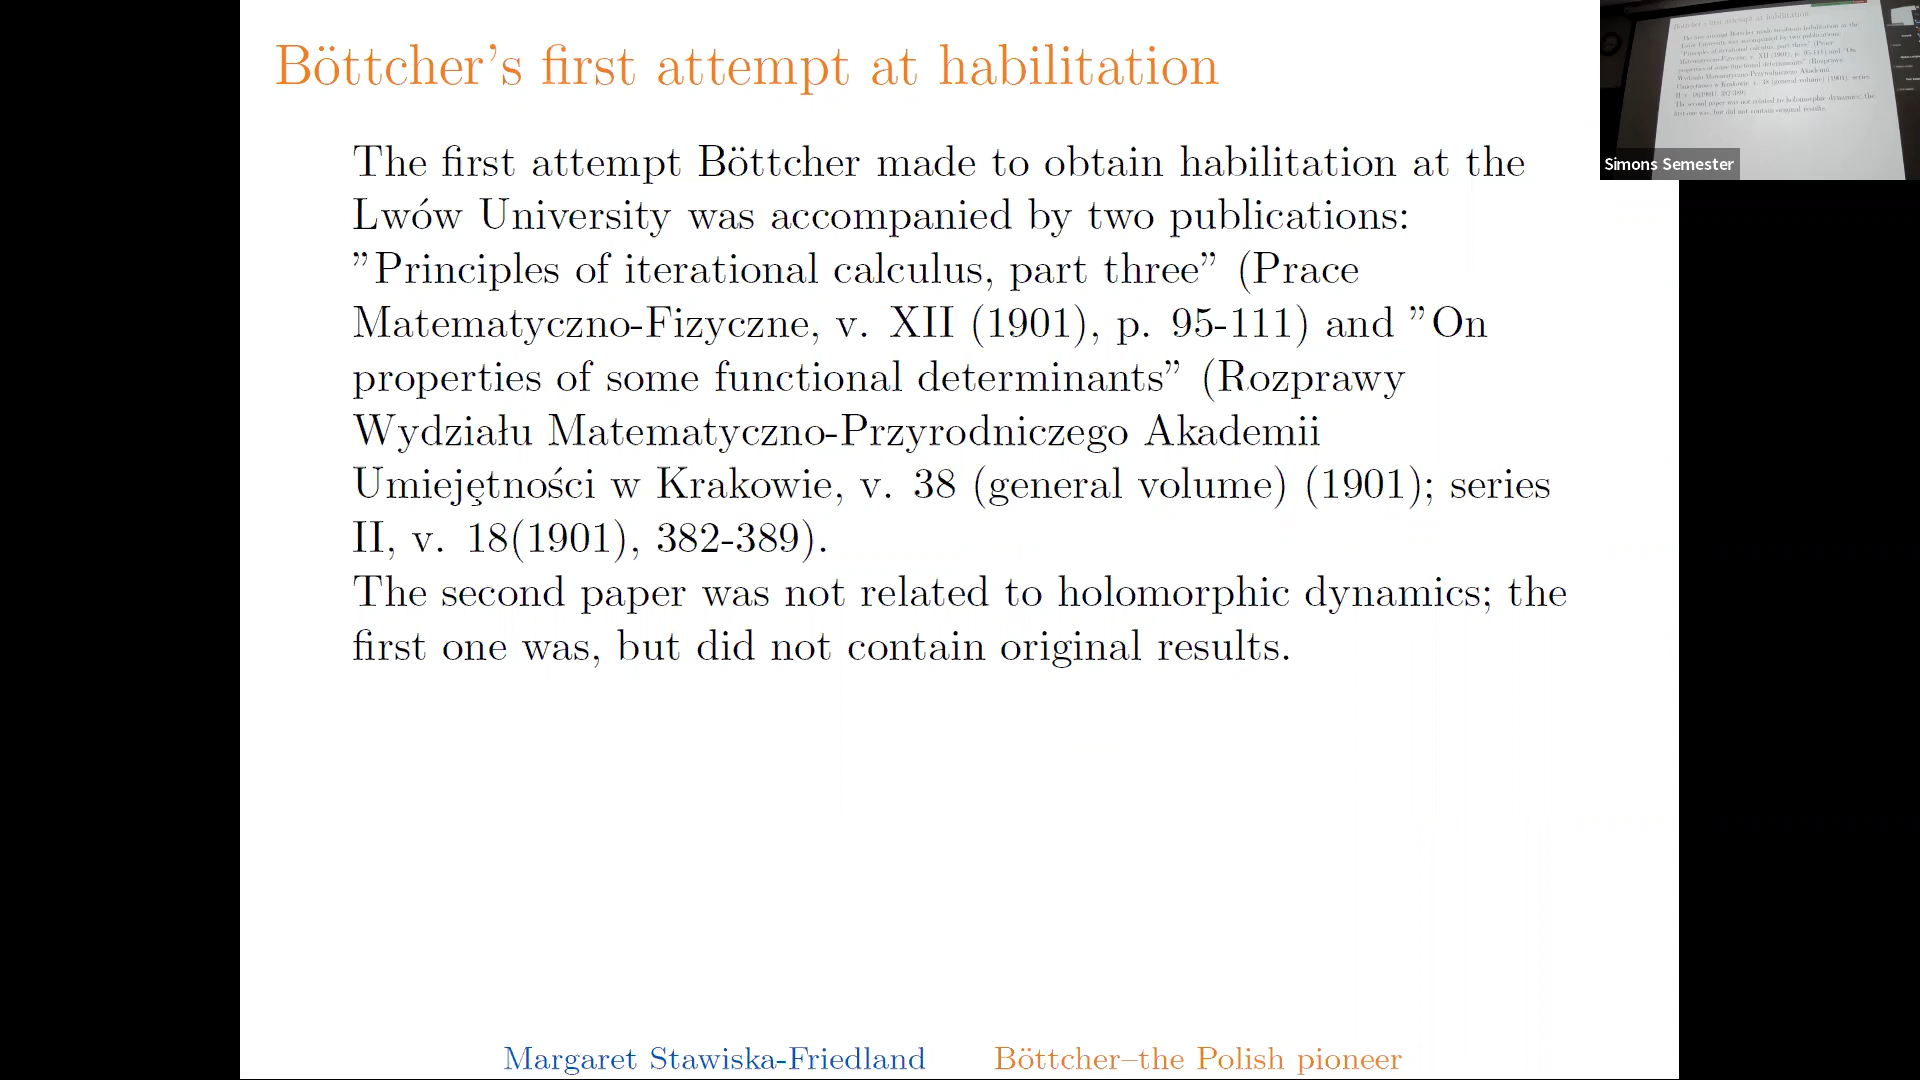 Böttcher's first attempt at habilitation
The first attempt Böttcher made to obtain habilitation at the
Lwów University was accompanied by two publications:
”Principles of iterational calculus, part three” (Prace
Matematyczno-Fizyczne, v. XII (1901), p. 95-111) and ”On
properties of some functional determinants” (Rozprawy
Wydziału Matematyczno-Przyrodniczego Akademii
Umiejętności w Krakowie, v. 38 (general volume) (1901); series
II, v. 18(1901), 382-389).
The second paper was not related to holomorphic dynamics; the
first one was, but did not contain original results.
Margaret Stawiska-Friedland Böttcher–the Polish pioneer
Simons Semester